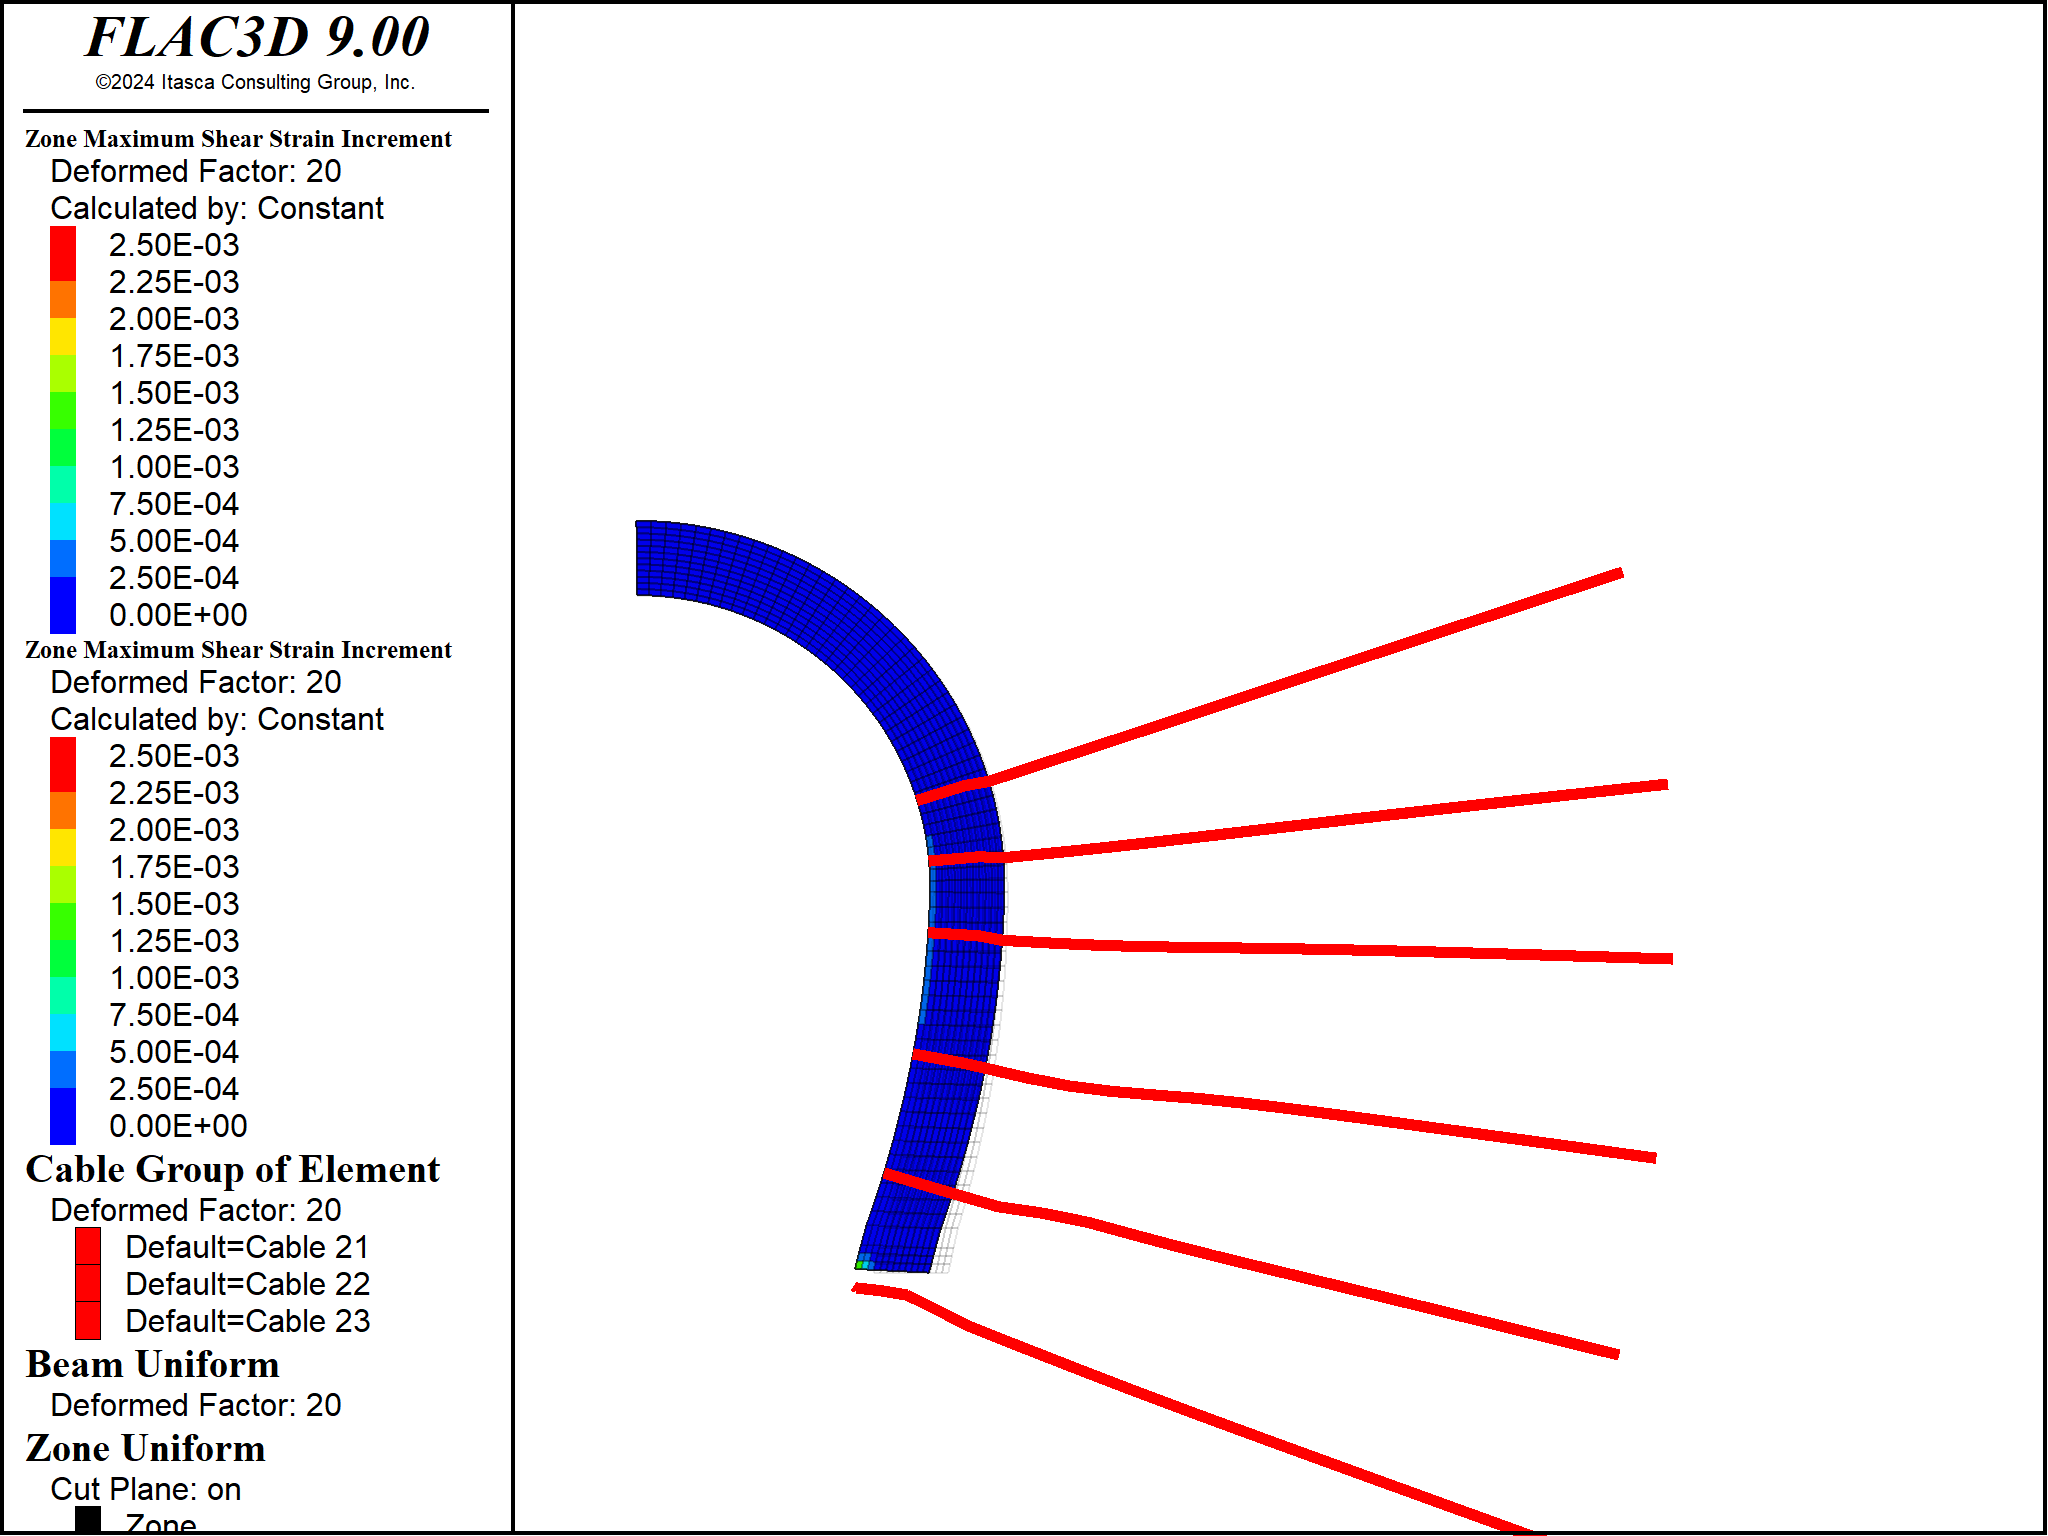 FLAC3D 9.00
©2024 Itasca Consulting Group, Inc.
Zone Maximum Shear Strain Increment
Deformed Factor: 20
Calculated by: Constant
2.50E-03
2.25E-03
2.00E-03
1.75E-03
1.50E-03
1.25E-03
1.00E-03
7.50E-04
5.00E-04
2.50E-04
0.00E+00
Zone Maximum Shear Strain Increment
Deformed Factor: 20
Calculated by: Constant
2.50E-03
2.25E-03
2.00E-03
1.75E-03
1.50E-03
1.25E-03
1.00E-03
7.50E-04
5.00E-04
2.50E-04
0.00E+00
Cable Group of Element
Deformed Factor: 20
Default=Cable 21
Default=Cable 22
Default=Cable 23
Beam Uniform
Deformed Factor: 20
Zone Uniform
Cut Plane: on
Zone